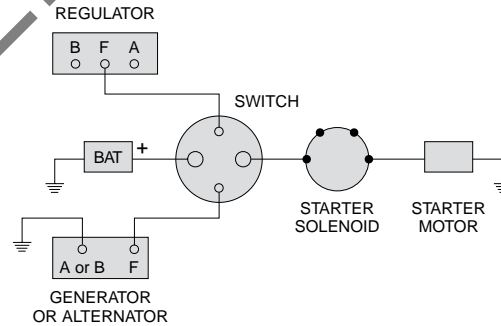 REGULATOR
B F A
SWITCH
BAT +
STARTER
SOLENOID
STARTER
MOTOR
A or B F
GENERATOR
OR ALTERNATOR